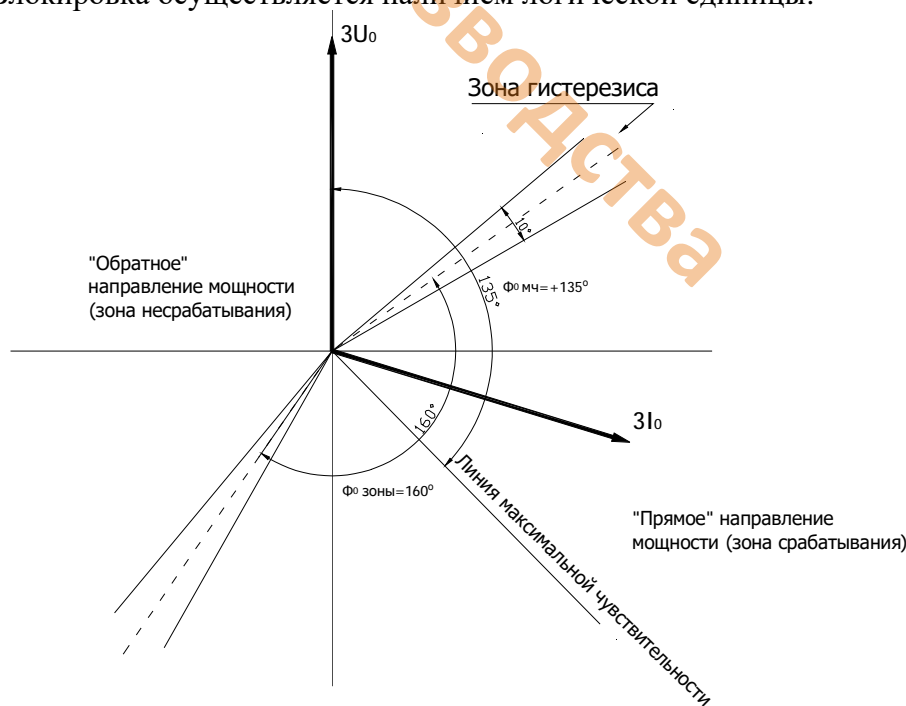 Блокировка осуществляется наличием логической единицы.
3U0
Зона гистерезиса
зводства
10°
"Обратное"
направление мощности
(зона несрабатывания)
135°
Φ0 мч=+135°
160°
3I0
Φ0 зоны=160°
Линия максимальной чувствительности
"Прямое" направление
мощности (зона срабатывания)